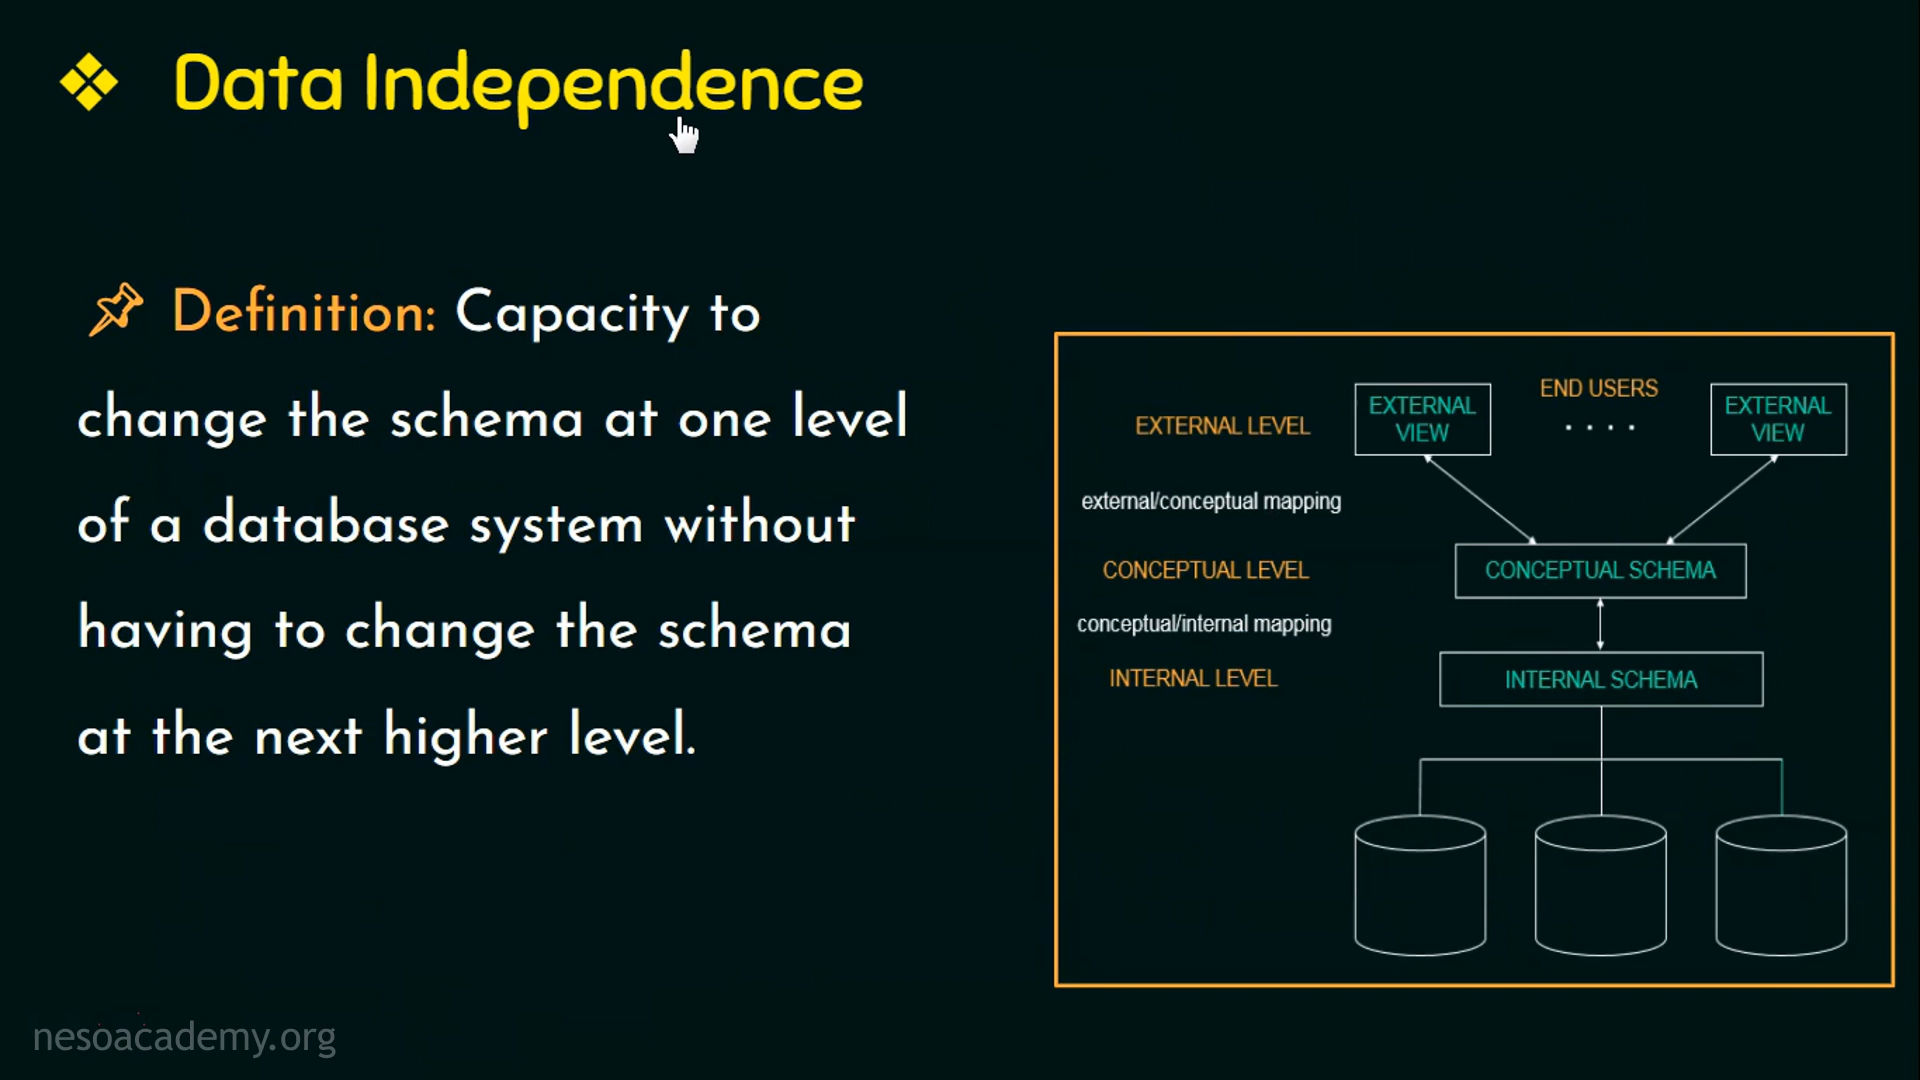 Data Independence
Definition: Capacity to
change the schema at one level
of a database system without
having to change the schema
at the next higher level.
END USERS
EXTERNAL LEVEL
EXTERNAL
VIEW
. . . .
EXTERNAL
VIEW
external/conceptual mapping
CONCEPTUAL LEVEL
CONCEPTUAL SCHEMA
conceptual/internal mapping
INTERNAL LEVEL
INTERNAL SCHEMA
nesoacademy.org